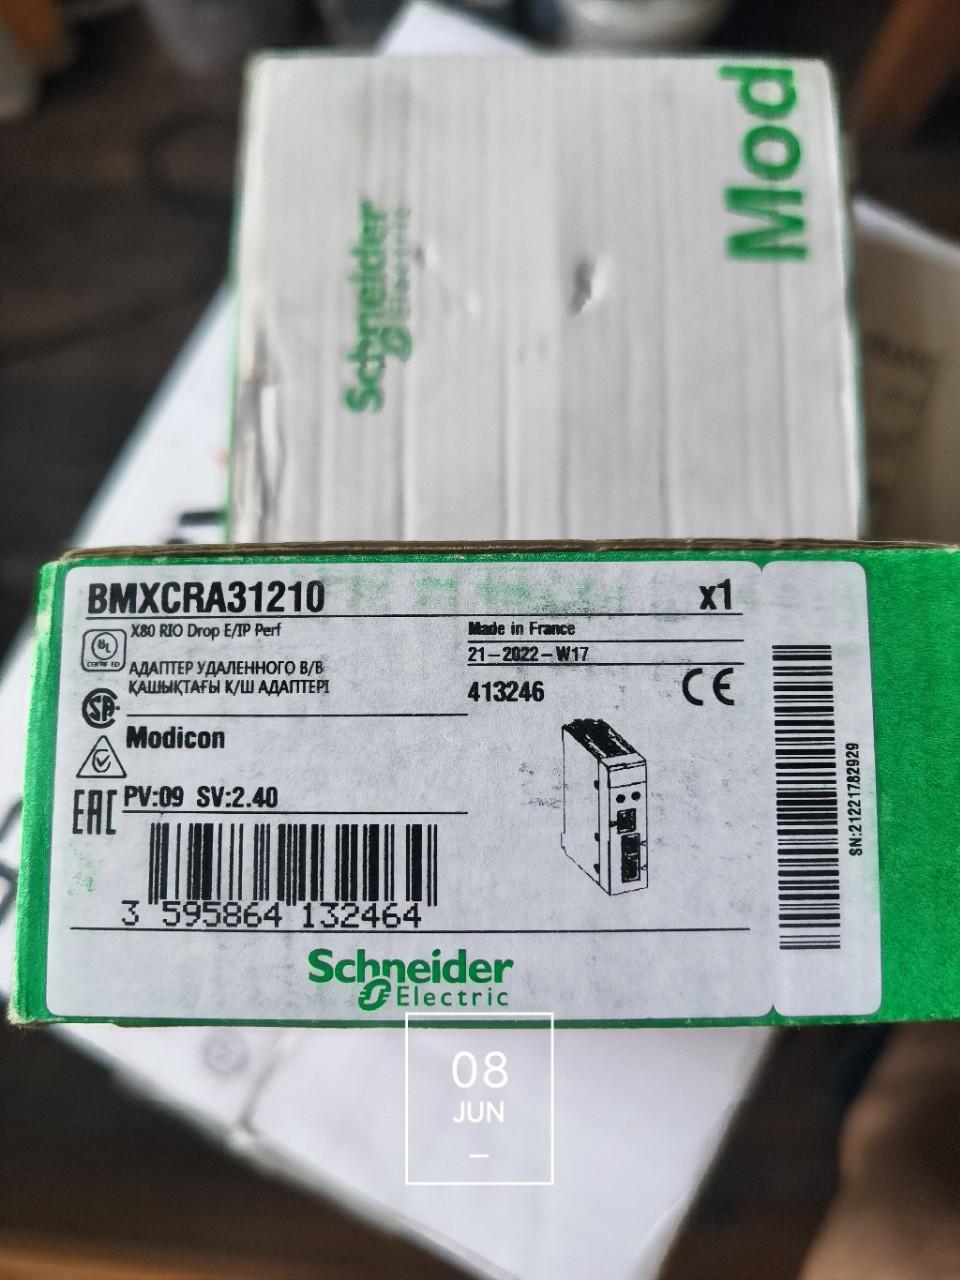 Mod
Schneider
Electric
BMXCRA31210
x1
X80 RIO Drop E/IP Perf
Made in France
21-2022-W17
АДАПТЕР УДАЛЕННОГО В/В
ҚАШЫҚТАҒЫ К/Ш АДАПТЕРІ
413246
CE
Modicon
EAC
PV:09 SV:2.40
3 595864 132464
SN:21221782929
Schneider
Electric
08
JUN